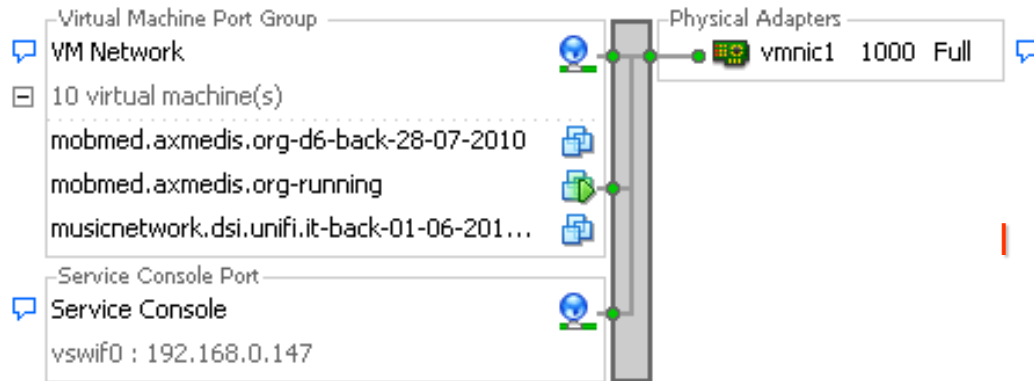 Virtual Machine Port Group
VM Network
10 virtual machine(s)
mobmed.axmedis.org-d6-back-28-07-2010
mobmed.axmedis.org-running
musicnetwork.dsi.unifi.it-back-01-06-201...
Service Console Port
Service Console
vswif0 : 192.168.0.147
Physical Adapters
vmnic1 1000 Full